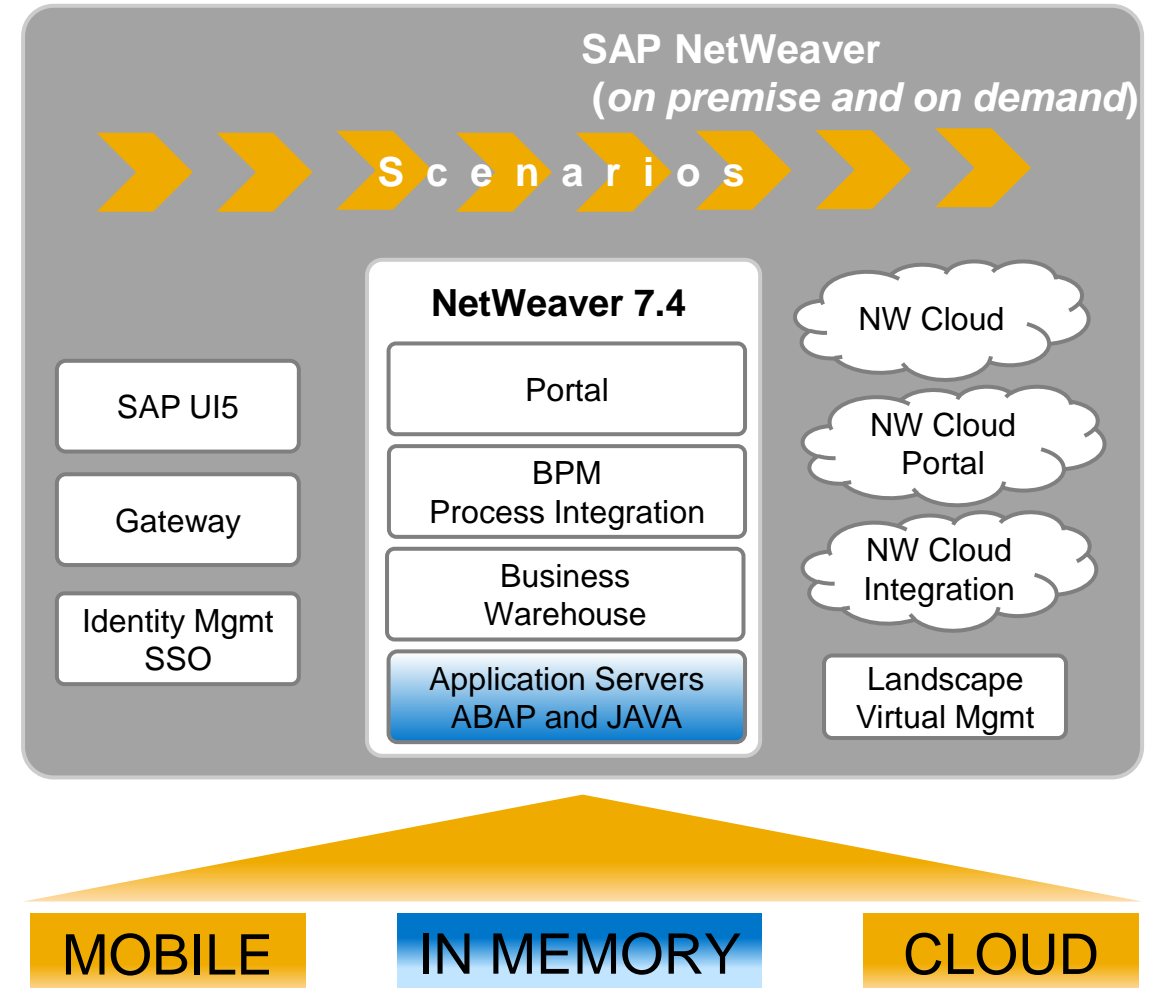 SAP NetWeaver
(on premise and on demand)
S c e n a r i o s
NetWeaver 7.4
Portal
BPM
Process Integration
Business
Warehouse
Application Servers
ABAP and JAVA
SAP UI5
Gateway
Identity Mgmt
SSO
NW Cloud
NW Cloud
Portal
NW Cloud
Integration
Landscape
Virtual Mgmt
MOBILE
IN MEMORY
CLOUD